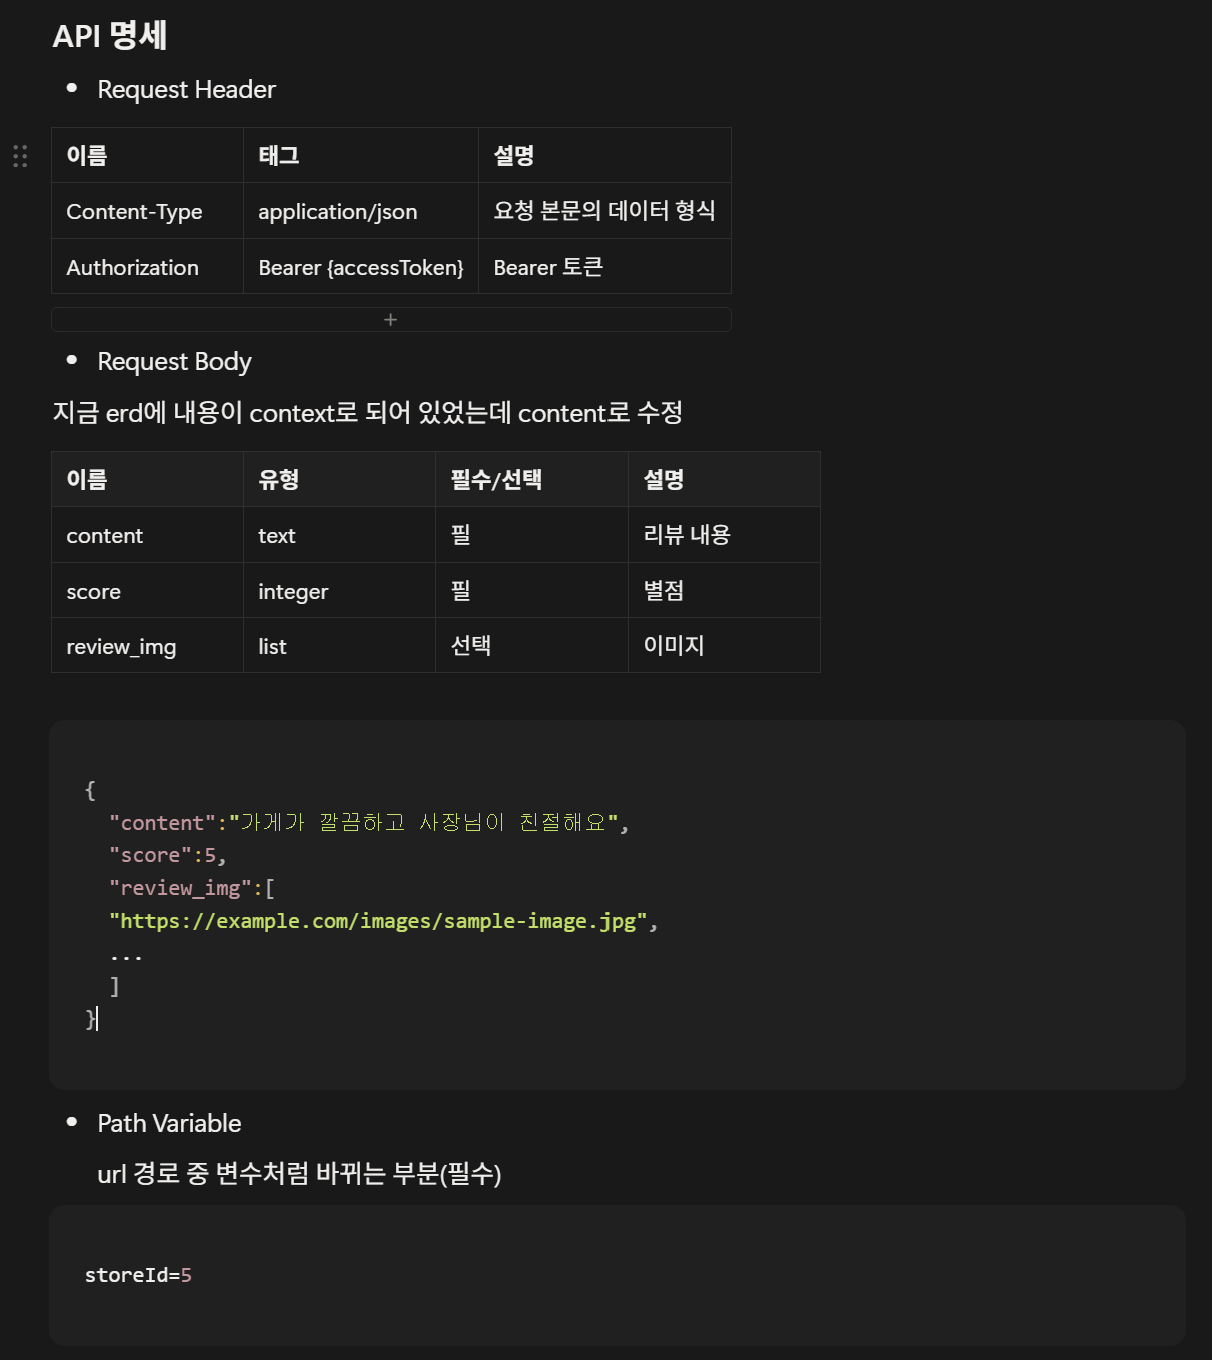 API 명세
• Request Header
이름 태그 설명
Content-Type application/json 요청 본문의 데이터 형식
Authorization Bearer {accessToken} Bearer 토큰
+
• Request Body
지금 erd에 내용이 context로 되어 있었는데 content로 수정
이름 유형 필수/선택 설명
content text 필 리뷰 내용
score integer 필 별점
review_img list 선택 이미지
{
"content":"가게가 깔끔하고 사장님이 친절해요",
"score":5,
"review_img":[
"https://example.com/images/sample-image.jpg",
...
]
}
• Path Variable
url 경로 중 변수처럼 바뀌는 부분(필수)
storeId=5